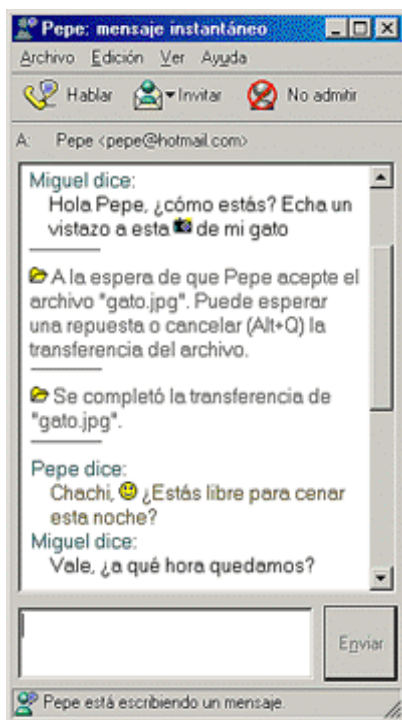 Pepe: mensaje instantáneo
Archivo Edición Ver Ayuda
Hablar Invitar No admitir
A: Pepe <pepe@hotmail.com>
Miguel dice:
Hola Pepe, ¿cómo estás? Echa un
vistazo a esta de mi gato
A la espera de que Pepe acepte el
archivo "gato.jpg". Puede esperar
una repuesta o cancelar (Alt+Q) la
transferencia del archivo.
Se completó la transferencia de
"gato.jpg".
Pepe dice:
Chachi, ¿Estás libre para cenar
esta noche?
Miguel dice:
Vale, ¿a qué hora quedamos?
Enviar
Pepe está escribiendo un mensaje.